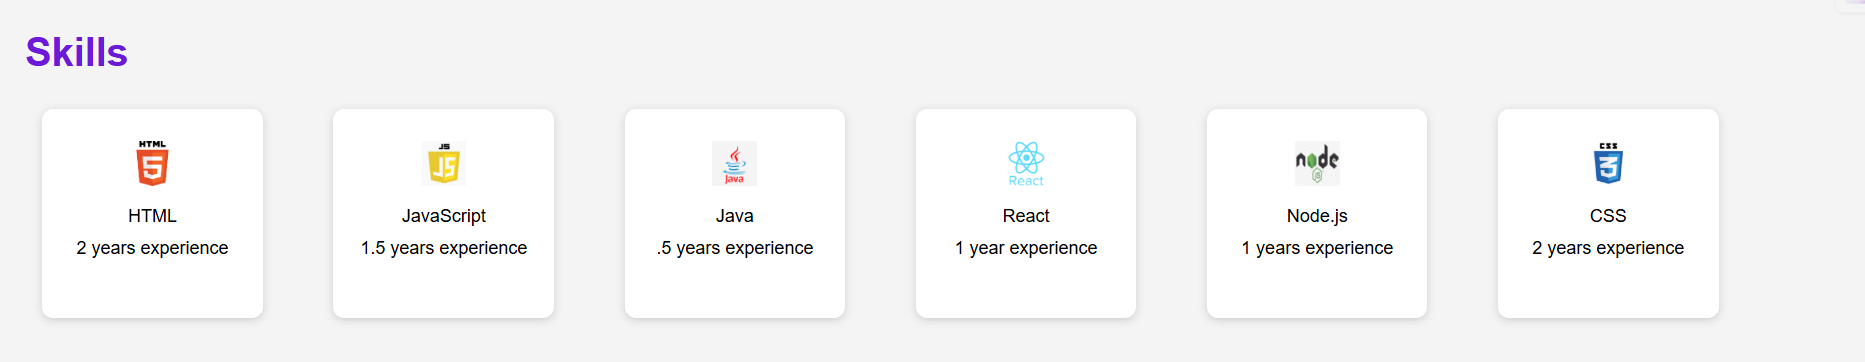 Skills
HTML
5
HTML
2 years experience
JS
JS
JavaScript
1.5 years experience
Java
Java
.5 years experience
React
React
1 year experience
node
JS
Node.js
1 years experience
CSS
3
CSS
2 years experience